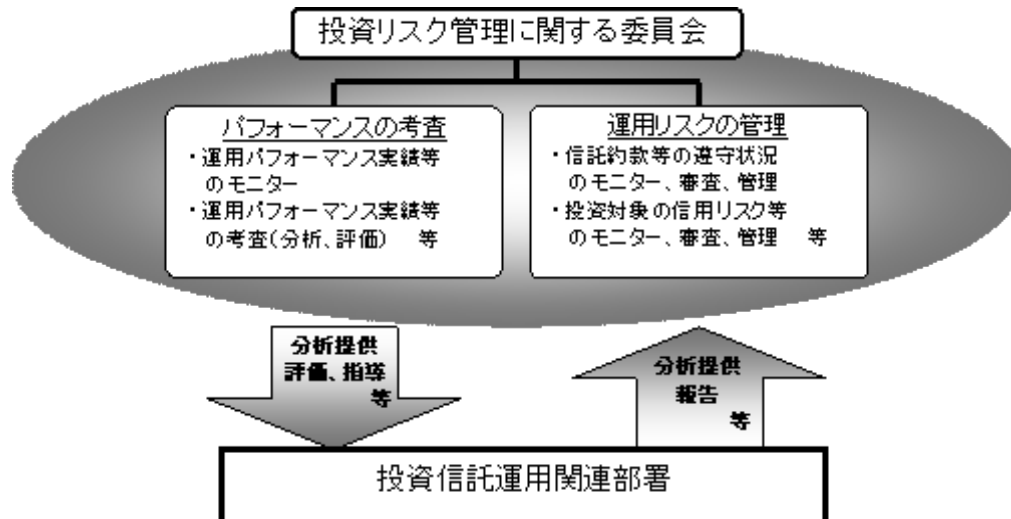 投資リスク管理に関する委員会
パフォーマンスの考査
・運用パフォーマンス実績等
のモニター
・運用パフォーマンス実績等
の考査(分析、評価) 等
運用リスクの管理
・信託約款等の遵守状況
のモニター、審査、管理
・投資対象の信用リスク等
のモニター、審査、管理 等
分析提供
評価、指導
等
分析提供
報告
等
投資信託運用関連部署